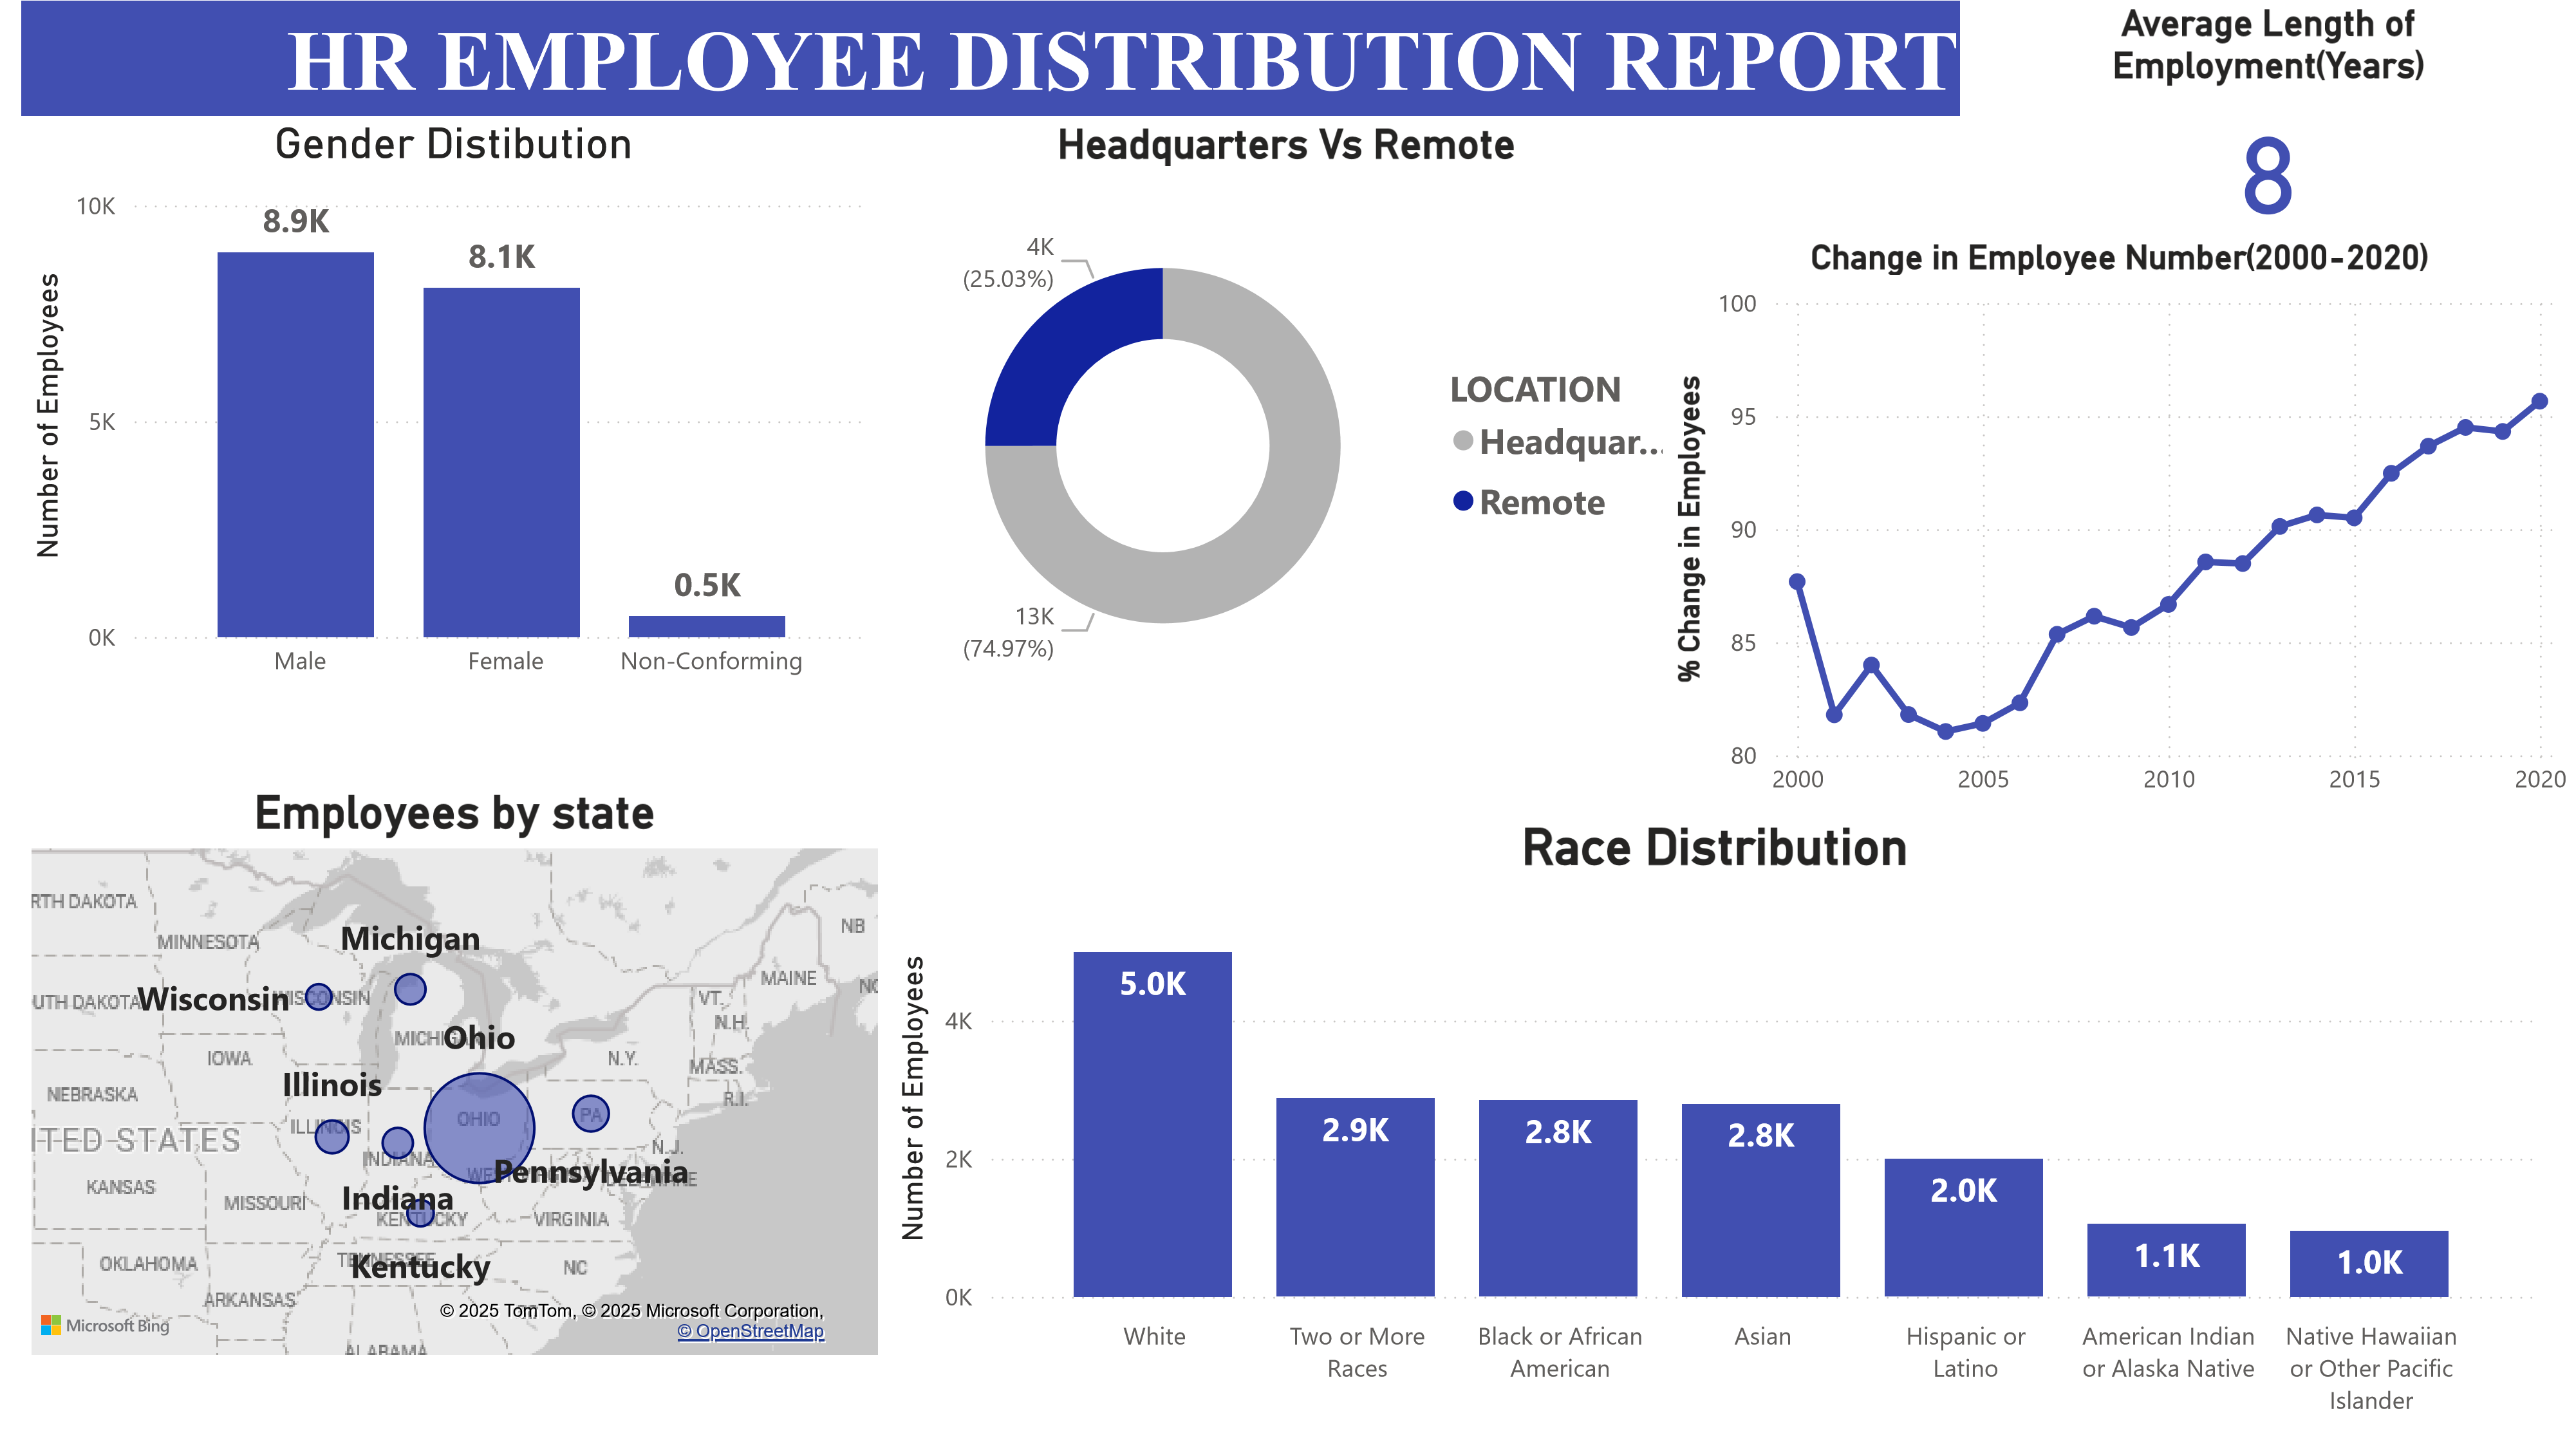 HR EMPLOYEE DISTRIBUTION REPORT
Average Length of
Employment(Years)
8
Gender Distibution
Number of Employees
10K
5K
0K
8.9K
8.1K
0.5K
Male
Female
Non-Conforming
Headquarters Vs Remote
4K
(25.03%)
13K
(74.97%)
LOCATION
Headquar...
Remote
Change in Employee Number(2000-2020)
% Change in Employees
100
95
90
85
80
2000
2005
2010
2015
2020
Employees by state
RTH DAKOTA
MINNESOTA
Michigan
NB
UTH DAKOTA
Wisconsin
WISCONSIN
MAINE
VT.
N.H.
MICHIGAN
Ohio
IOWA
N.Y.
MASS.
NEBRASKA
Illinois
R.I.
ILLINOIS
OHIO
PA
ITED STATES
INDIANA
N.J.
Pennsylvania
KANSAS
MISSOURI
Indiana
KENTUCKY
VIRGINIA
OKLAHOMA
TENNESSEE
Kentucky
NC
ARKANSAS
ALABAMA
© 2025 TomTom, © 2025 Microsoft Corporation,
© OpenStreetMap
Microsoft Bing
Race Distribution
Number of Employees
4K
2K
0K
5.0K
2.9K
2.8K
2.8K
2.0K
1.1K
1.0K
White
Two or More
Races
Black or African
American
Asian
Hispanic or
Latino
American Indian
or Alaska Native
Native Hawaiian
or Other Pacific
Islander